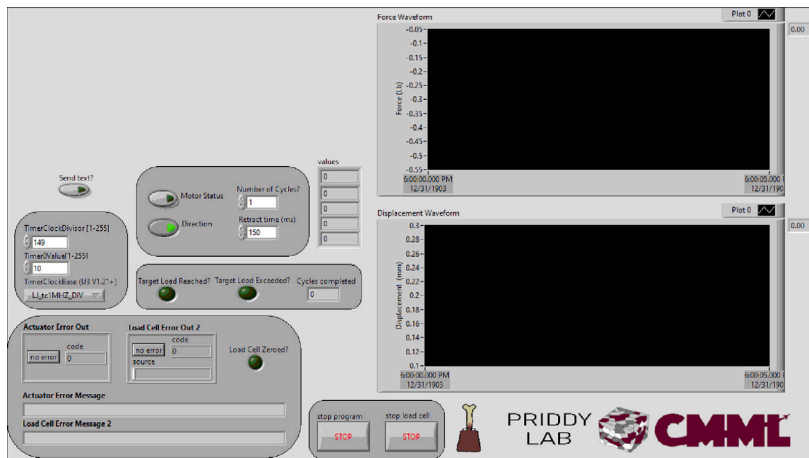 Force Waveform
Plot 0
0.00
-0.05-
-0.1-
-0.15-
-0.2-
-0.25-
-0.3-
-0.35-
-0.4-
-0.45-
-0.5-
-0.55-
Force (Lb)
6:00:00.000 PM
12/31/1903
6:00:05.000
12/31/190
values
0
0
0
0
0
Send text?
Motor Status
Number of Cycles?
1
Direction
Retract time (ms)
150
TimerClockDivisor [1-255]
149
Timer0Value[1-255]
10
TimerClockBase (U3 V1.21+)
LJ_tc1MHZ_DIV
Target Load Reached?
Target Load Exceeded?
Cycles completed
0
Displacement Waveform
Plot 0
0.00
0.3-
0.28-
0.26-
0.24-
0.22-
0.2-
0.18-
0.16-
0.14-
0.12-
0.1-
Displacement (mm)
6:00:00.000 PM
12/31/1903
6:00:05.000
12/31/190
Actuator Error Out
code
no error
0
Load Cell Error Out 2
code
no error
0
source
Load Cell Zeroed?
Actuator Error Message
Load Cell Error Message 2
stop program
STOP
stop load cell
STOP
PRIDDY
LAB
CMML